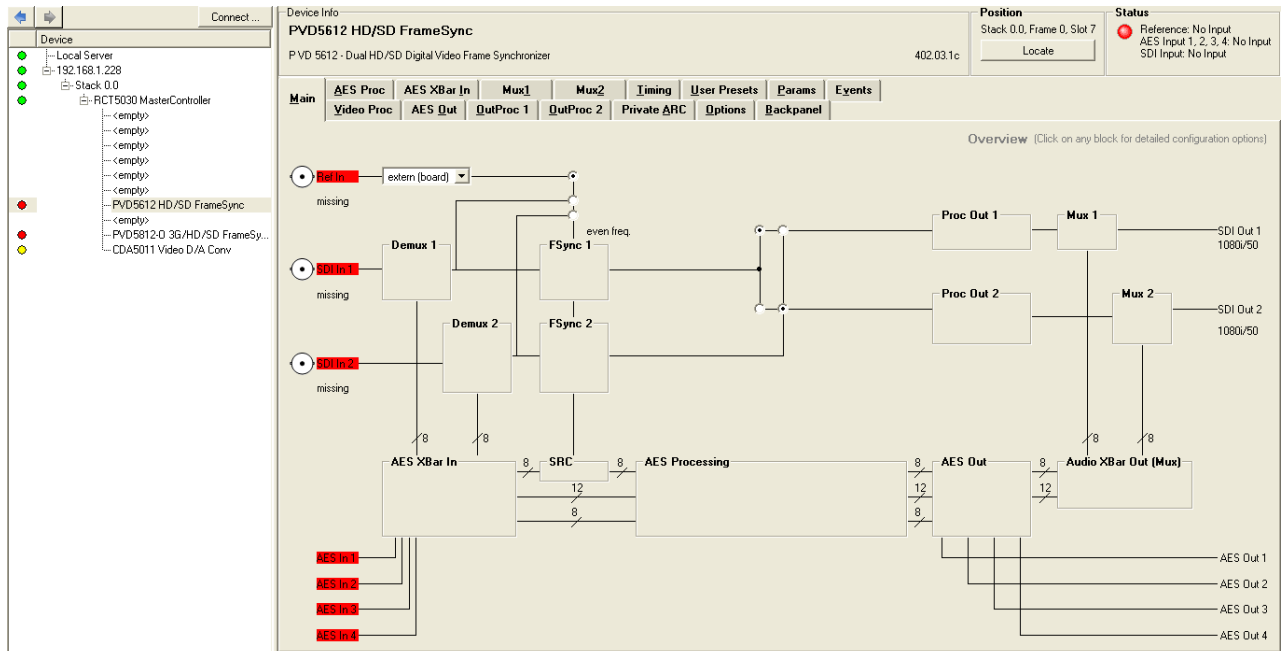 Connect ...
Device
Local Server
192.168.1.228
Stack 0.0
RCT5030 MasterController
<empty>
<empty>
<empty>
<empty>
<empty>
<empty>
PVD5612 HD/SD FrameSync
<empty>
PVD5812-O 3G/HD/SD FrameSy...
CDA5011 Video D/A Conv
Device Info
PVD5612 HD/SD FrameSync
P VD 5612 - Dual HD/SD Digital Video Frame Synchronizer
402.03.1c
Position
Stack 0.0, Frame 0, Slot 7
Locate
Status
Reference: No Input
AES Input 1, 2, 3, 4: No Input
SDI Input: No Input
Main
AES Proc
AES XBar In
Mux1
Mux2
Timing
User Presets
Params
Events
Video Proc
AES Out
OutProc 1
OutProc 2
Private ARC
Options
Backpanel
Overview (Click on any block for detailed configuration options)
Ref In
extern (board)
missing
even freq.
Demux 1
FSync 1
SDI In 1
missing
Demux 2
FSync 2
SDI In 2
missing
Proc Out 1
Mux 1
SDI Out 1
1080i/50
Proc Out 2
Mux 2
SDI Out 2
1080i/50
8
8
8
8
AES XBar In
8
SRC
8
AES Processing
8
AES Out
8
Audio XBar Out (Mux)
12
12
12
8
8
AES In 1
AES In 2
AES In 3
AES In 4
AES Out 1
AES Out 2
AES Out 3
AES Out 4